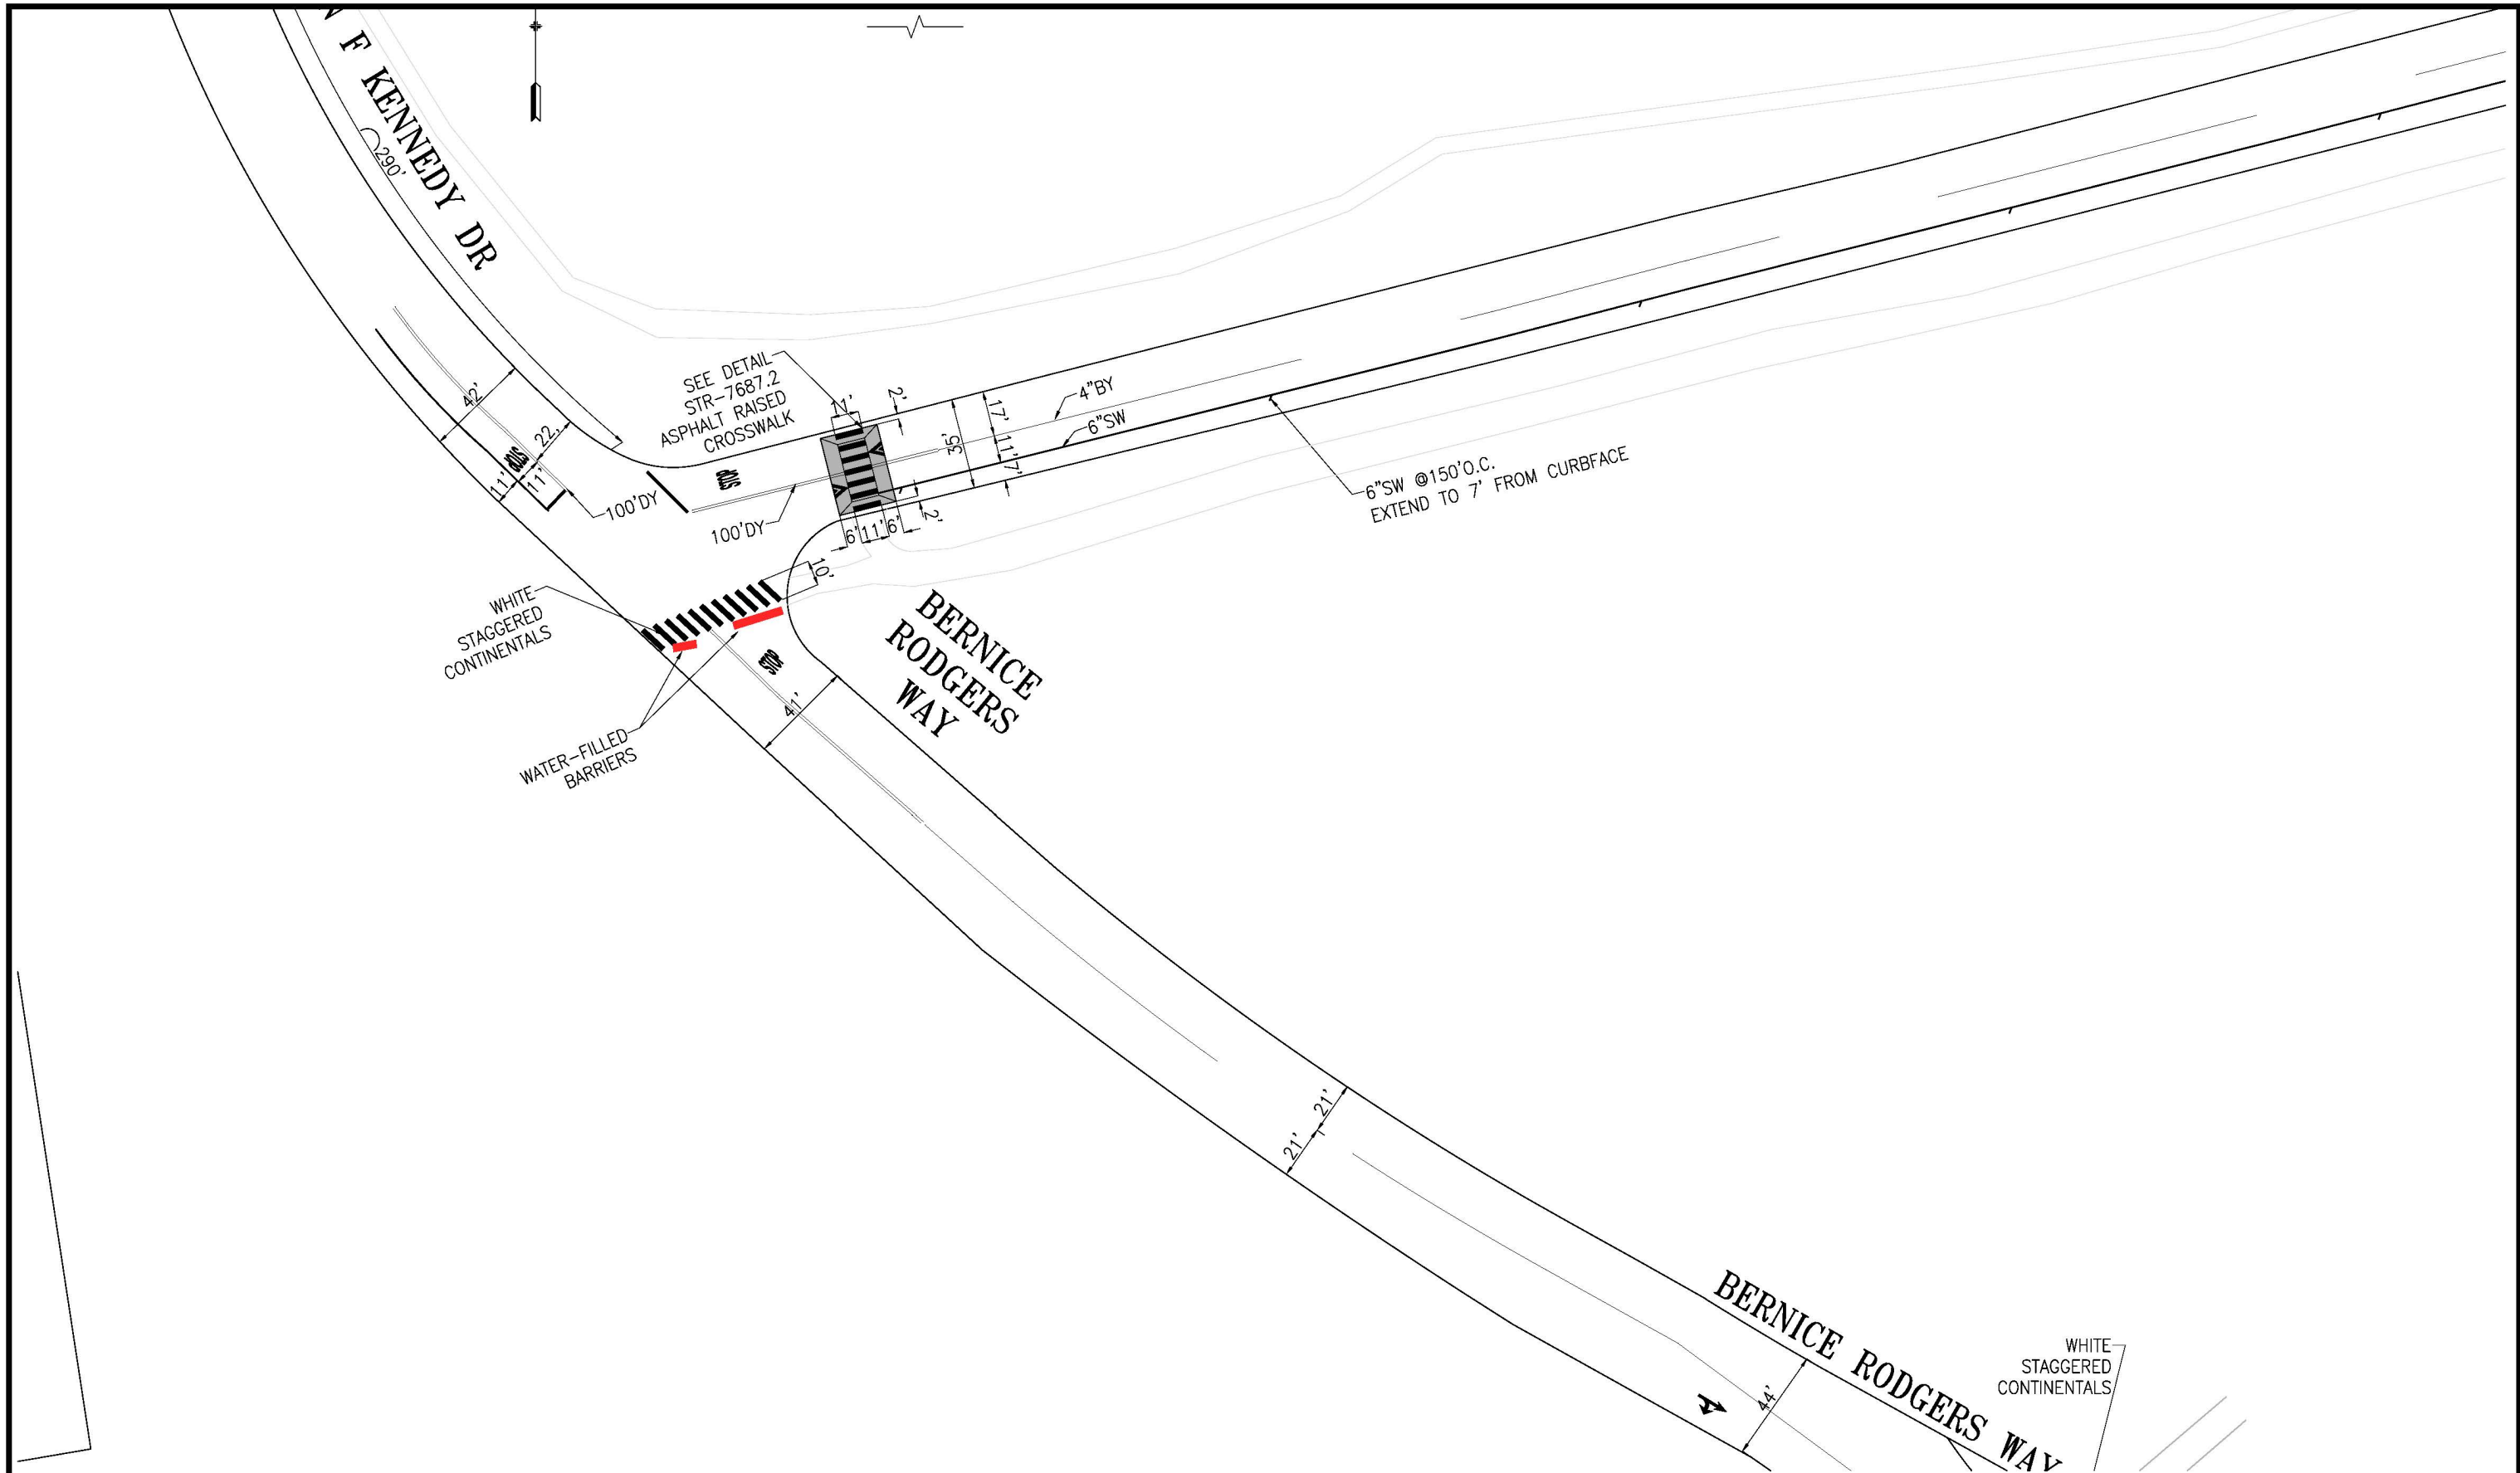 N F KENNEDY DR
290'
42'
22'
11'
11'
STOP
100'DY
SEE DETAIL
STR-7687.2
ASPHALT RAISED
CROSSWALK
STOP
100'DY
11'
2'
35'
17'
11'
7'
4"BY
6"SW
6'
11'
6'
2'
6"SW @150'O.C.
EXTEND TO 7' FROM CURBFACE
10'
WHITE
STAGGERED
CONTINENTALS
STOP
41'
WATER-FILLED
BARRIERS
BERNICE
RODGERS
WAY
21'
21'
BERNICE RODGERS WAY
44'
WHITE
STAGGERED
CONTINENTALS